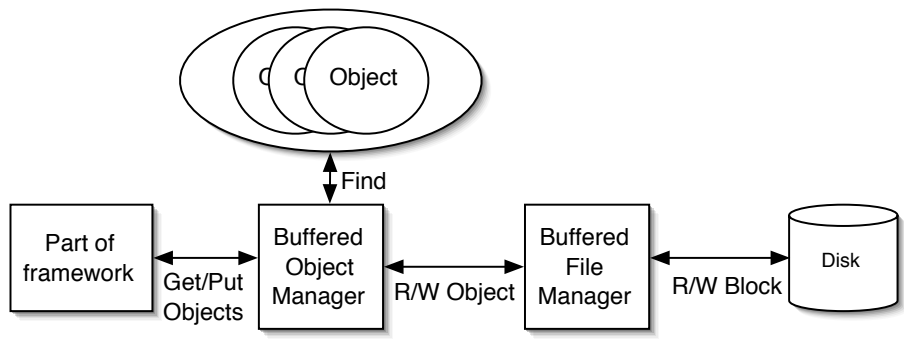 Object
Find
Part of
framework
Get/Put
Objects
Buffered
Object
Manager
R/W Object
Buffered
File
Manager
R/W Block
Disk